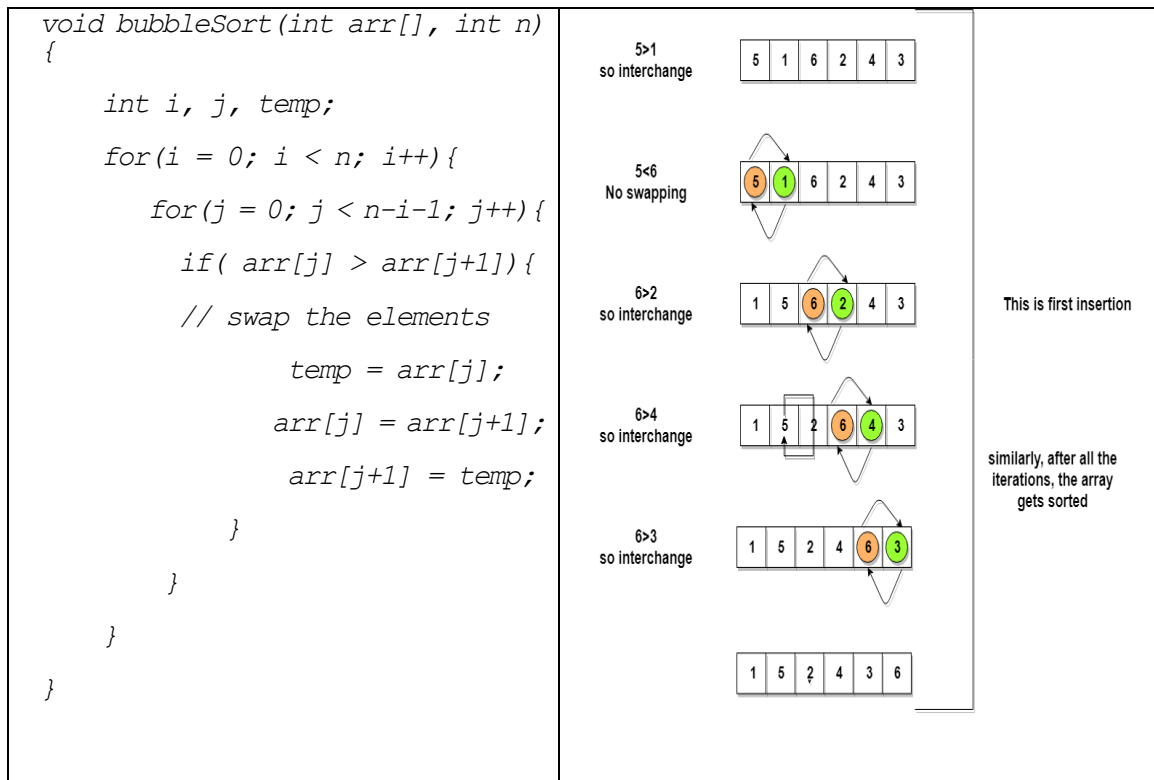 void bubbleSort(int arr[], int n)
{
int i, j, temp;
for(i = 0; i < n; i++){
for(j = 0; j < n-i-1; j++){
if( arr[j] > arr[j+1]){
// swap the elements
temp = arr[j];
arr[j] = arr[j+1];
arr[j+1] = temp;
}
}
}
}
5>1
so interchange
5 1 6 2 4 3
5<6
No swapping
5 1 6 2 4 3
6>2
so interchange
1 5 6 2 4 3
This is first insertion
6>4
so interchange
1 5 2 6 4 3
similarly, after all the
iterations, the array
gets sorted
6>3
so interchange
1 5 2 4 6 3
1 5 2 4 3 6